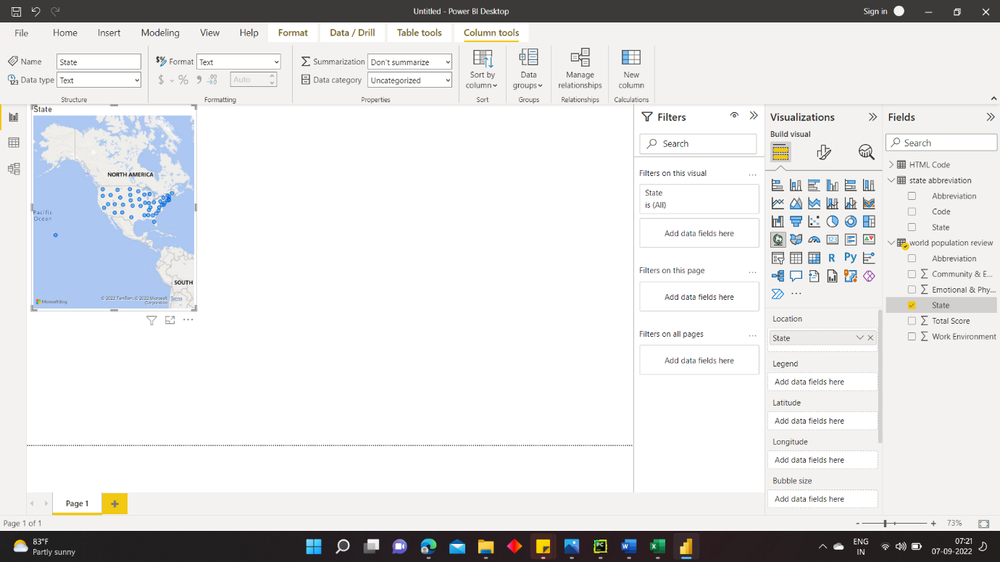 Untitled - Power BI Desktop
Sign in
File Home Insert Modeling View Help Format Data / Drill Table tools Column tools
Name State
Data type Text
Structure
$% Format Text
$ % Auto
Formatting
Summarization Don't summarize
Data category Uncategorized
Properties
Sort by
column
Sort
Data
groups
Groups
Manage
relationships
Relationships
New
column
Calculations
State
NORTH AMERICA
Pacific
Ocean
SOUTH
Microsoft Bing
© 2022 TomTom, © 2022 Microsoft Corporation Terms
Filters
Search
Filters on this visual
State
is (All)
Add data fields here
Filters on this page
Add data fields here
Filters on all pages
Add data fields here
Visualizations
Build visual
123
R
Py
Location
State
Legend
Add data fields here
Latitude
Add data fields here
Longitude
Add data fields here
Bubble size
Add data fields here
Fields
Search
HTML Code
state abbreviation
Abbreviation
Code
State
world population review
Abbreviation
Community & E...
Emotional & Phy...
State
Total Score
Work Environment
Page 1
Page 1 of 1
73%
83°F
Partly sunny
ENG
IN
07:21
07-09-2022